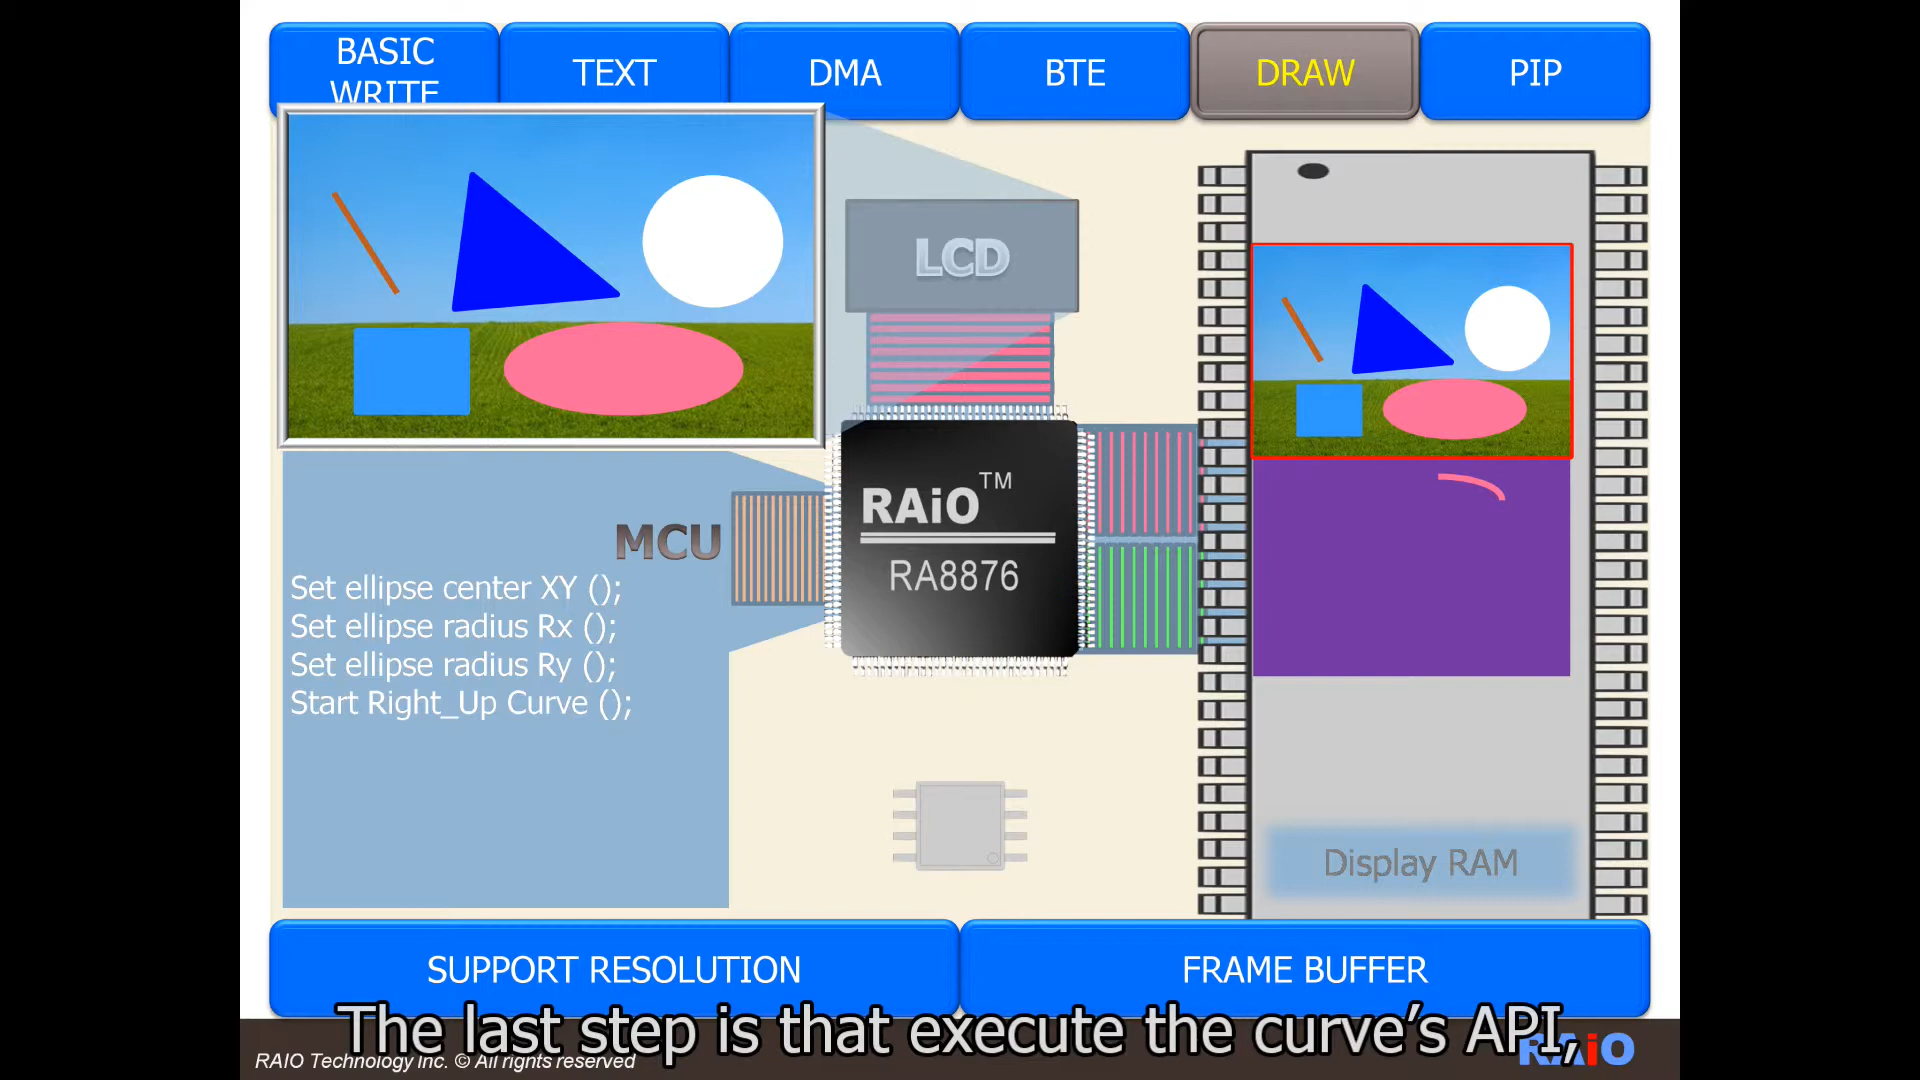 BASIC
WRITE
TEXT
DMA
BTE
DRAW
PIP
LCD
MCU
RAiO™
RA8876
Set ellipse center XY ();
Set ellipse radius Rx ();
Set ellipse radius Ry ();
Start Right_Up Curve ();
Display RAM
SUPPORT RESOLUTION
FRAME BUFFER
The last step is that execute the curve’s API,
RAIO Technology Inc. © All rights reserved
RAiO